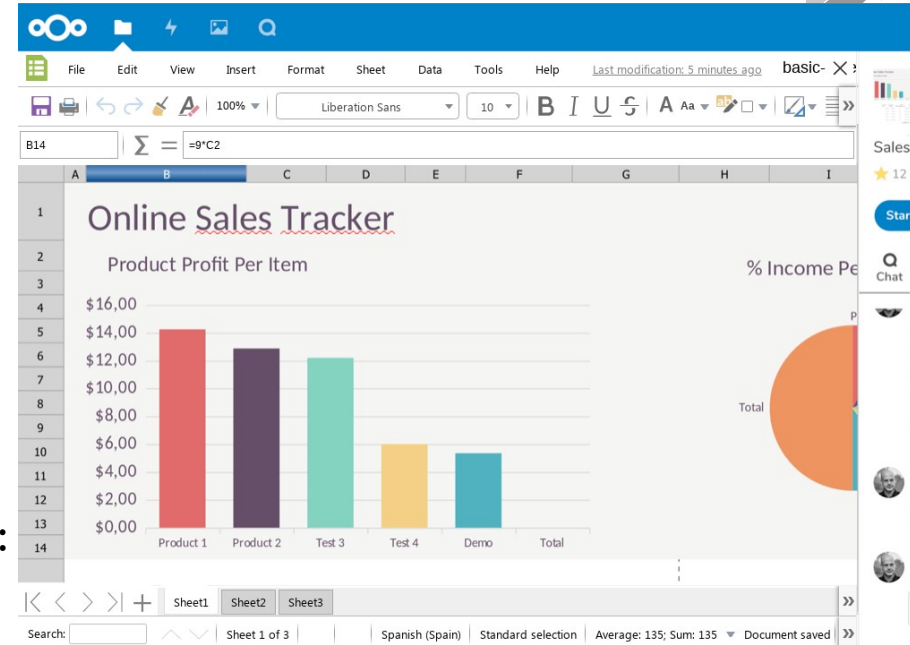 File Edit View Insert Format Sheet Data Tools Help Last modification: 5 minutes ago basic-
100% Liberation Sans 10 B I U S A Aa »
B14 Σ = =9*C2
A B C D E F G H I
Sales
12
Star
Chat
1
Online Sales Tracker
2
Product Profit Per Item
% Income Pe
3
4
5
6
7
8
9
10
11
12
13
14
$16,00
$14,00
$12,00
$10,00
$8,00
$6,00
$4,00
$2,00
$0,00
Product 1 Product 2 Test 3 Test 4 Demo Total
P
Total
:
Sheet1 Sheet2 Sheet3 »
Search: Sheet 1 of 3 Spanish (Spain) Standard selection Average: 135; Sum: 135 Document saved »